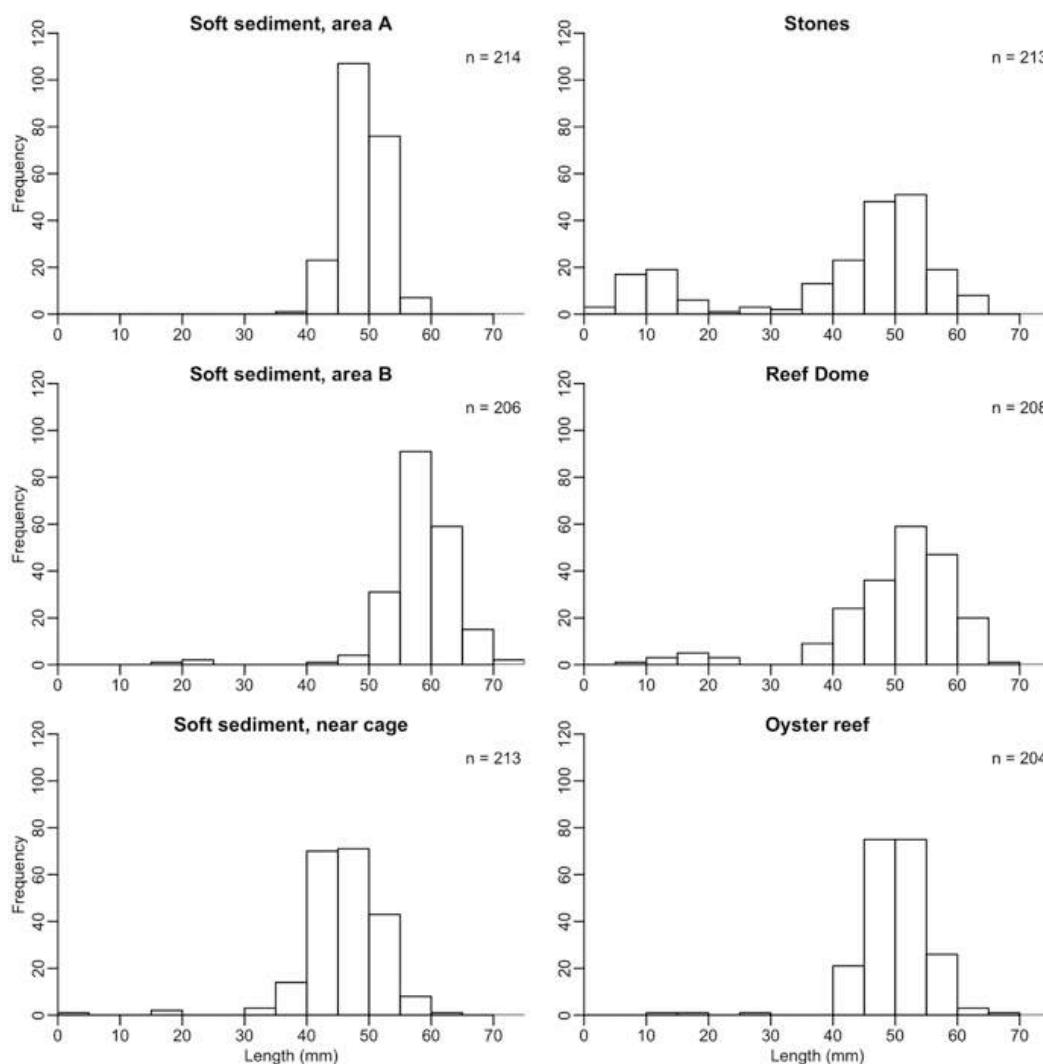 Soft sediment, area A
n = 214
Frequency
0 20 40 60 80 100 120
0 10 20 30 40 50 60 70
Stones
n = 213
0 20 40 60 80 100 120
0 10 20 30 40 50 60 70
Soft sediment, area B
n = 206
Frequency
0 20 40 60 80 100 120
0 10 20 30 40 50 60 70
Reef Dome
n = 208
0 20 40 60 80 100 120
0 10 20 30 40 50 60 70
Soft sediment, near cage
n = 213
Frequency
0 20 40 60 80 100 120
0 10 20 30 40 50 60 70
Length (mm)
Oyster reef
n = 204
0 20 40 60 80 100 120
0 10 20 30 40 50 60 70
Length (mm)